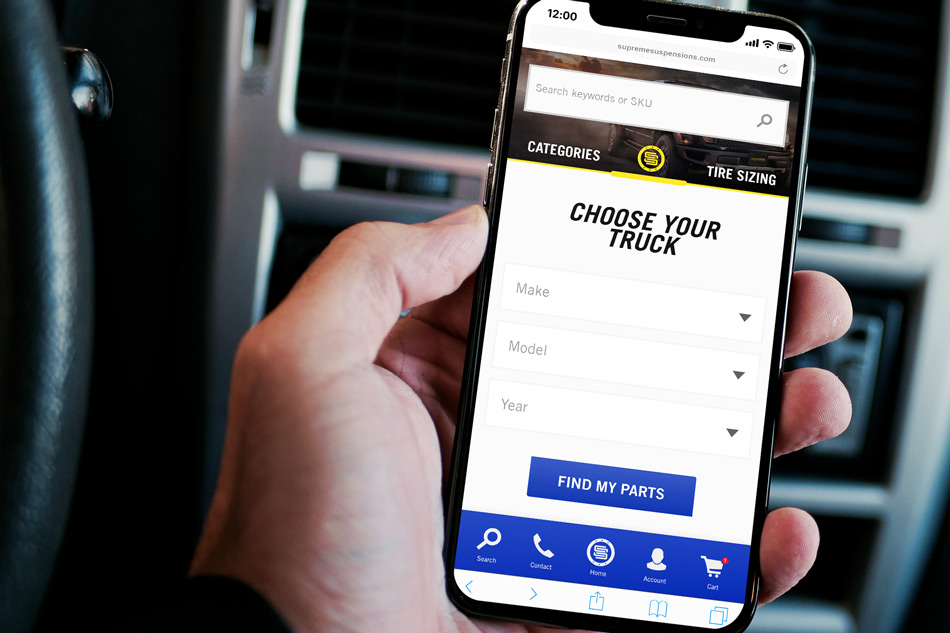 12:00
supremesuspensions.com
Search keywords or SKU
CATEGORIES
TIRE SIZING
CHOOSE YOUR
TRUCK
Make
Model
Year
FIND MY PARTS
Search
Contact
Home
Account
Cart